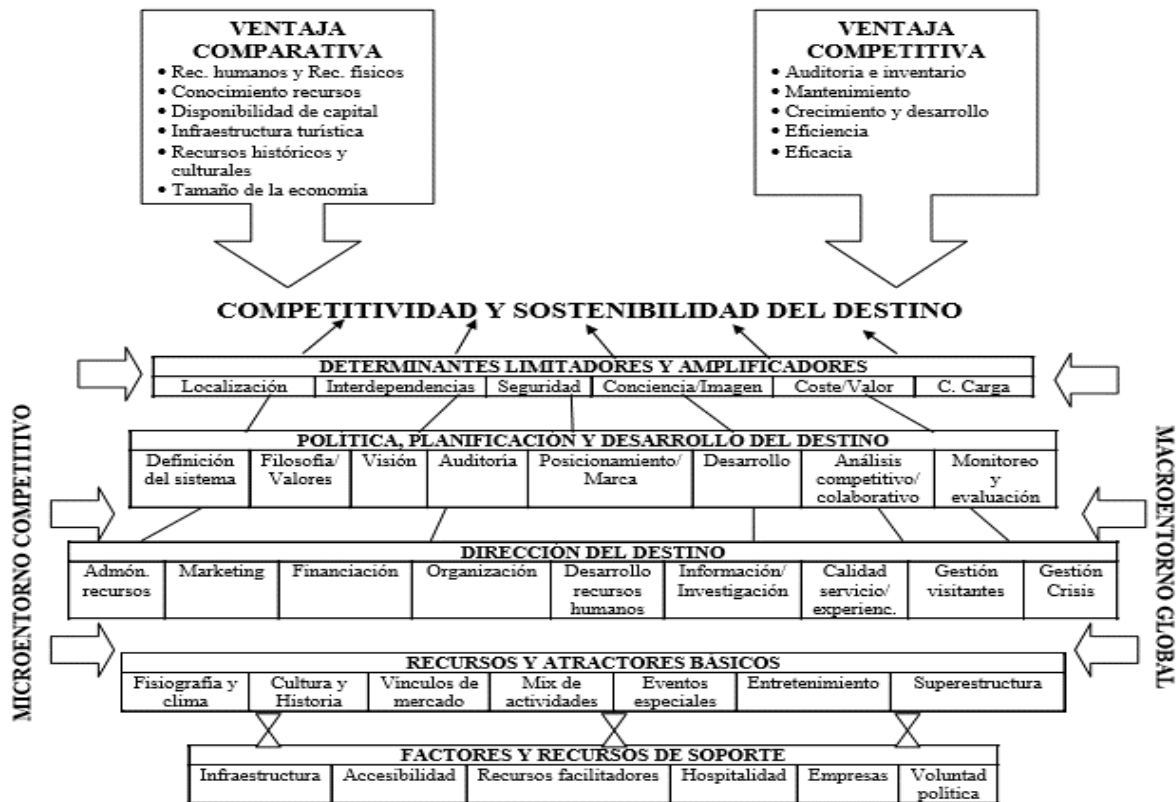 VENTAJA
COMPARATIVA
• Rec. humanos y Rec. físicos
• Conocimiento recursos
• Disponibilidad de capital
• Infraestructura turística
• Recursos históricos y
culturales
• Tamaño de la economía
VENTAJA
COMPETITIVA
• Auditoria e inventario
• Mantenimiento
• Crecimiento y desarrollo
• Eficiencia
• Eficacia
COMPETITIVIDAD Y SOSTENIBILIDAD DEL DESTINO
DETERMINANTES LIMITADORES Y AMPLIFICADORES
Localización Interdependencias Seguridad Conciencia/Imagen Coste/Valor C. Carga
POLÍTICA, PLANIFICACIÓN Y DESARROLLO DEL DESTINO
Definición
del sistema
Filosofía/
Valores
Visión
Auditoría
Posicionamiento/
Marca
Desarrollo
Análisis
competitivo/
colaborativo
Monitoreo
y
evaluación
DIRECCIÓN DEL DESTINO
Admón.
recursos
Marketing
Financiación
Organización
Desarrollo
recursos
humanos
Información/
Investigación
Calidad
servicio/
experienc.
Gestión
visitantes
Gestión
Crisis
RECURSOS Y ATRACTORES BÁSICOS
Fisiografía y
clima
Cultura y
Historia
Vínculos de
mercado
Mix de
actividades
Eventos
especiales
Entretenimiento
Superestructura
FACTORES Y RECURSOS DE SOPORTE
Infraestructura
Accesibilidad
Recursos facilitadores
Hospitalidad
Empresas
Voluntad
política
MICROENTORNO COMPETITIVO
MACROENTORNO GLOBAL